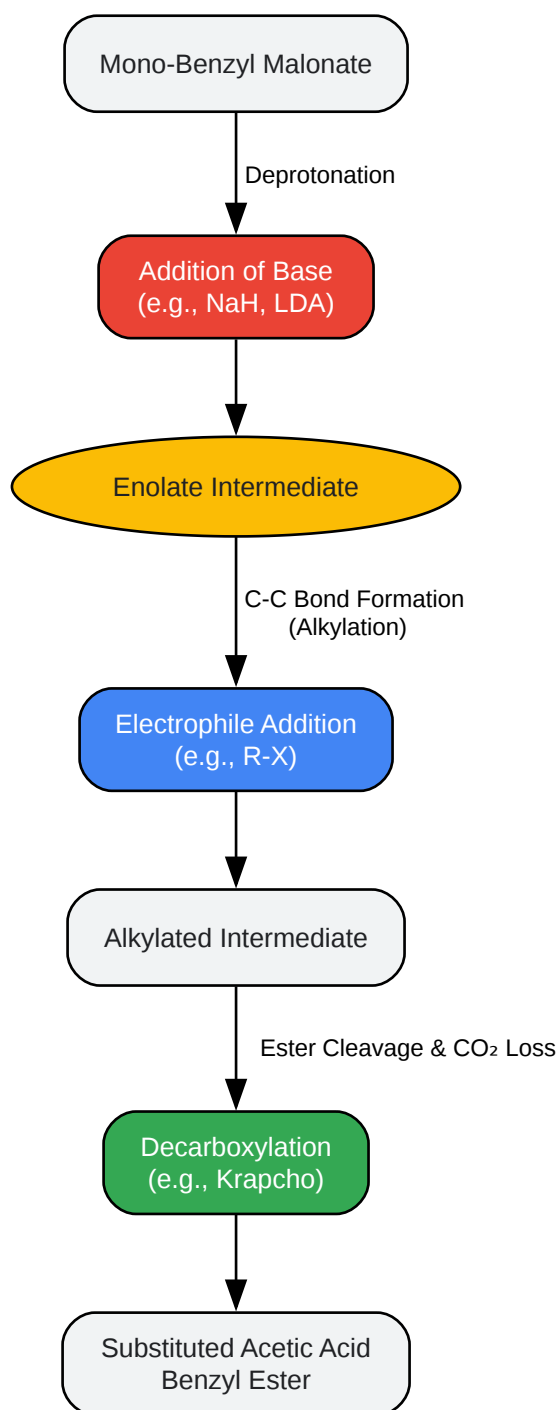 Mono-Benzyl Malonate
Deprotonation
Addition of Base
(e.g., NaH, LDA)
Enolate Intermediate
C-C Bond Formation
(Alkylation)
Electrophile Addition
(e.g., R-X)
Alkylated Intermediate
Ester Cleavage & CO₂ Loss
Decarboxylation
(e.g., Krapcho)
Substituted Acetic Acid
Benzyl Ester